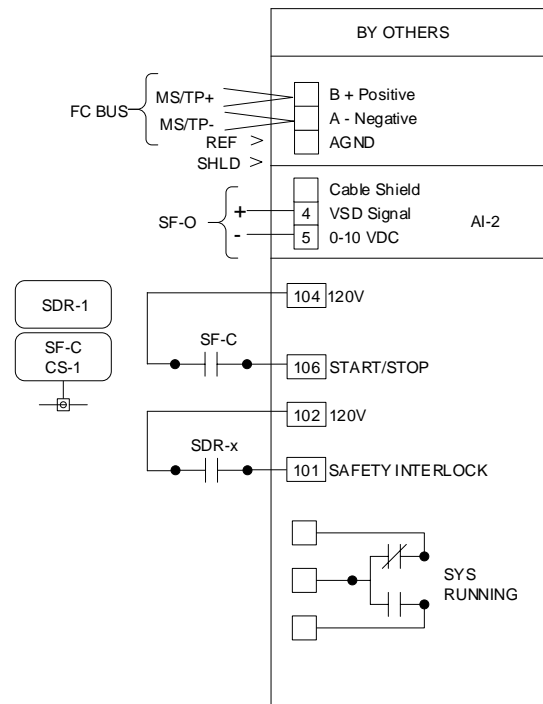 BY OTHERS
FC BUS
MS/TP+
MS/TP-
REF >
SHLD >
B + Positive
A - Negative
AGND
SF-O
+
-
Cable Shield
4 VSD Signal
5 0-10 VDC
AI-2
SDR-1
SF-C
CS-1
104 120V
SF-C
106 START/STOP
102 120V
SDR-x
101 SAFETY INTERLOCK
SYS
RUNNING